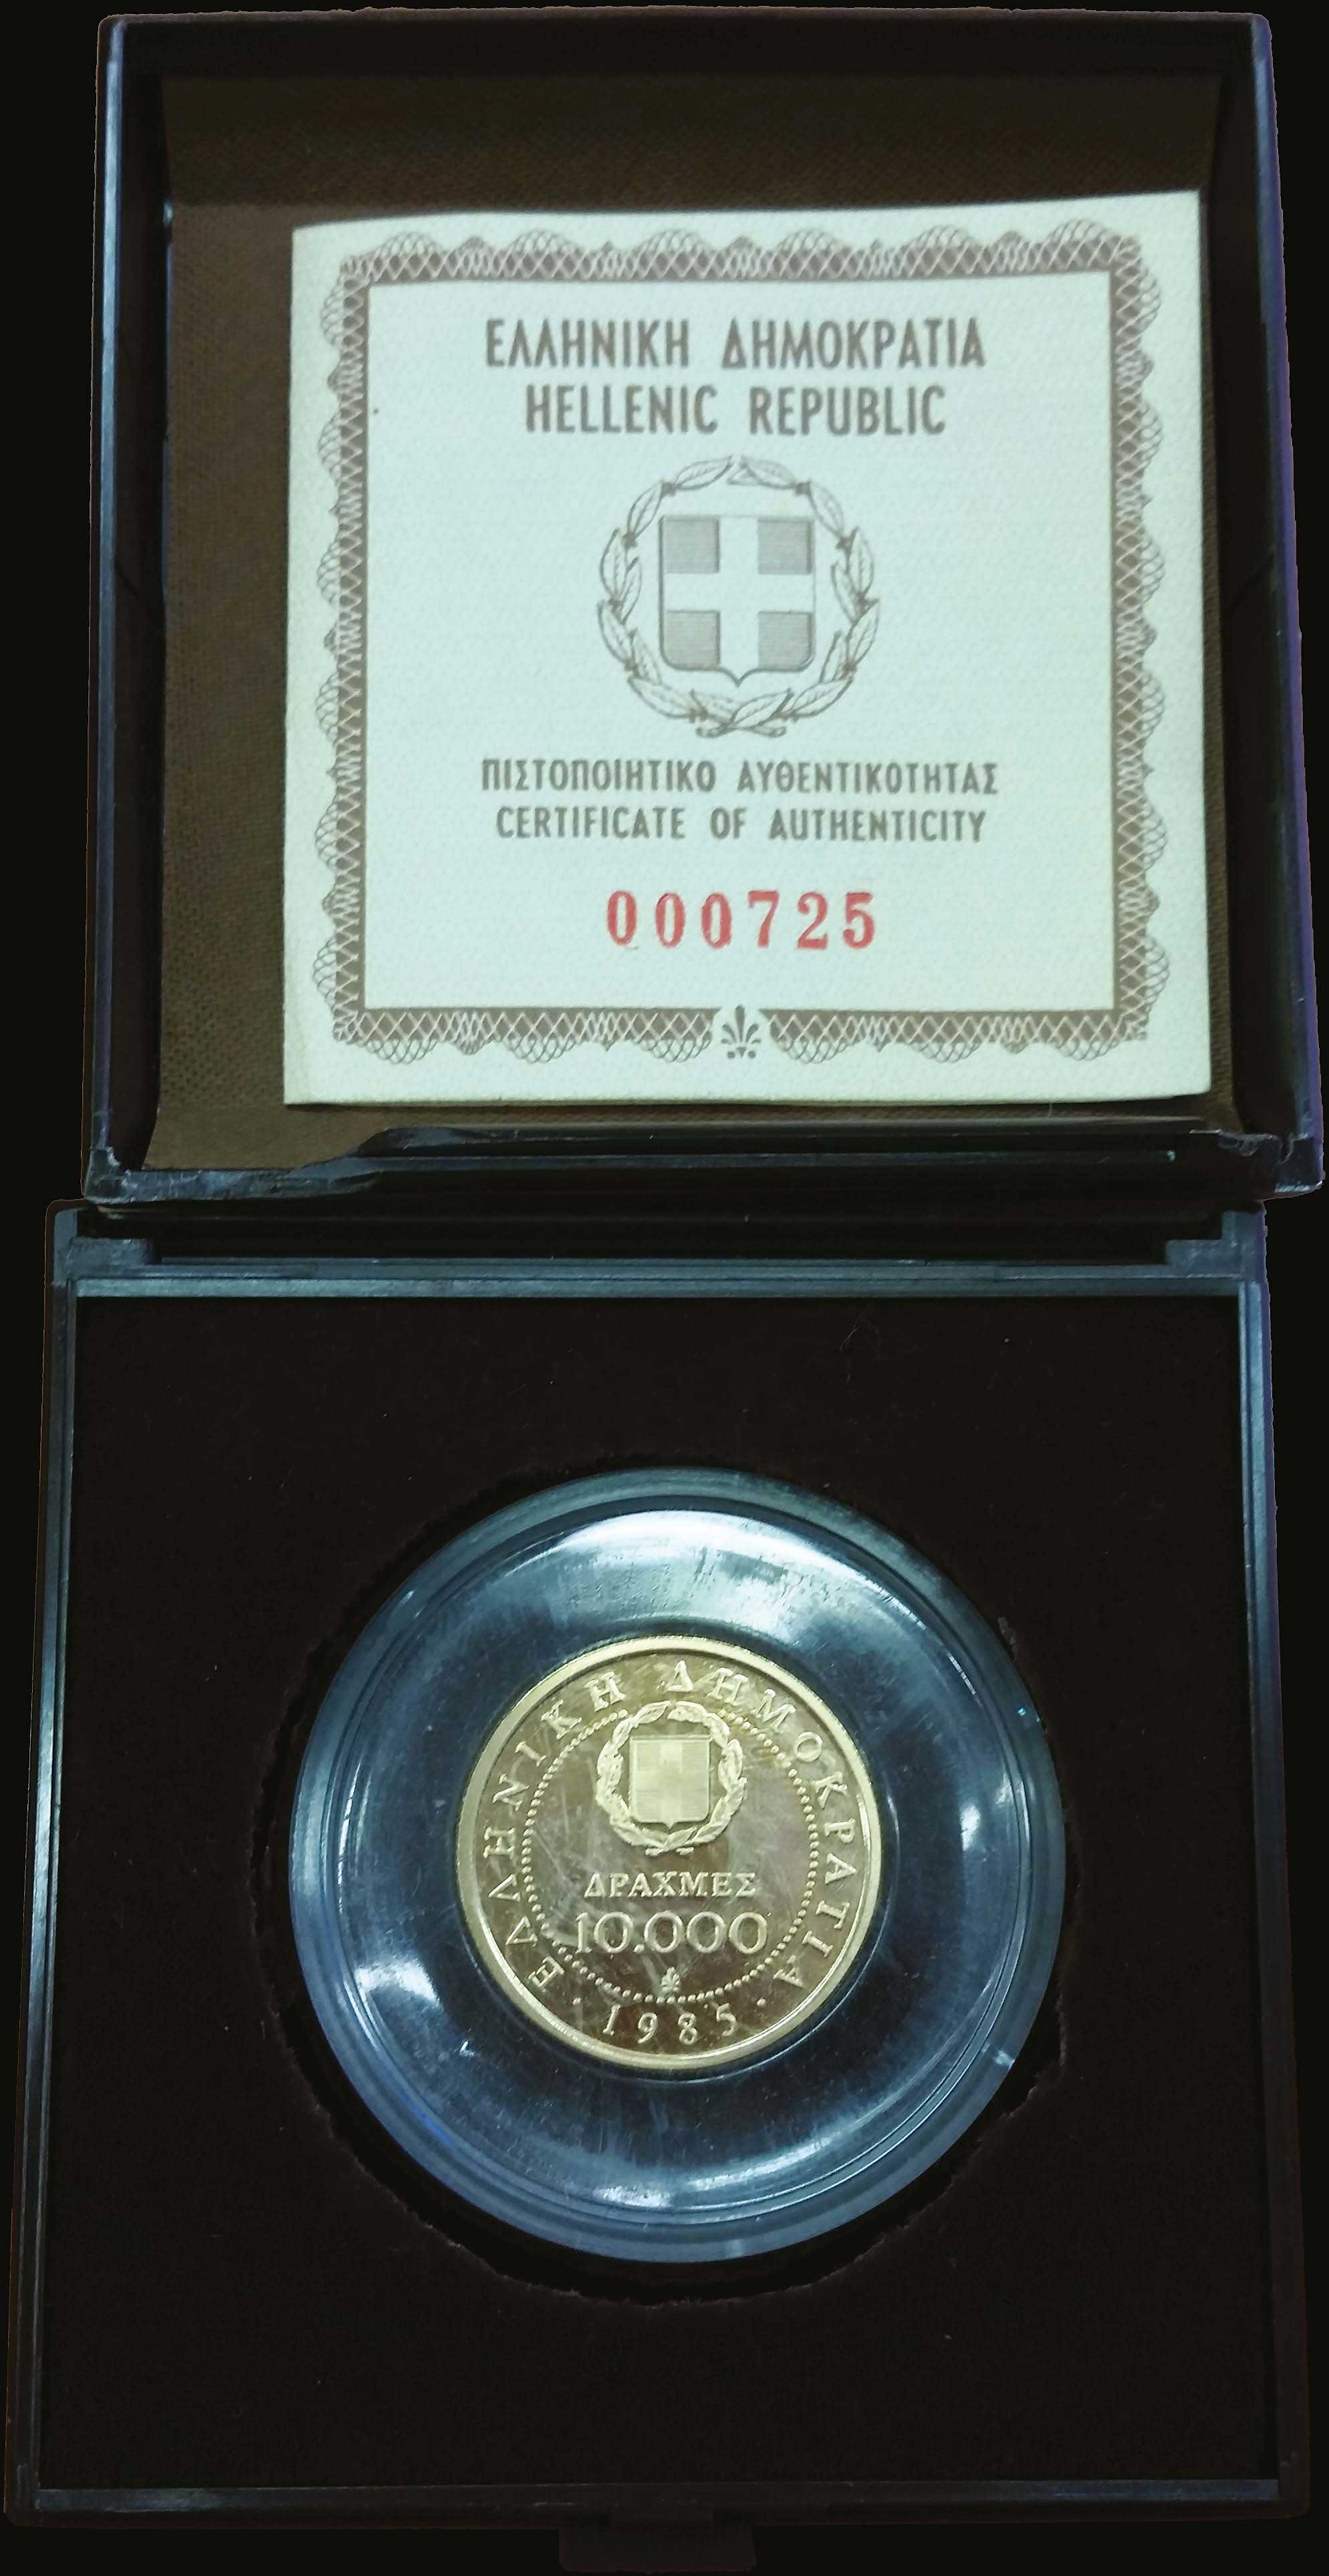 ΕΛΛΗΝΙΚΗ ΔΗΜΟΚΡΑΤΙΑ
HELLENIC REPUBLIC
ΠΙΣΤΟΠΟΙΗΤΙΚΟ ΑΥΘΕΝΤΙΚΟΤΗΤΑΣ
CERTIFICATE OF AUTHENTICITY
000725
ΕΛΛΗΝΙΚΗ ΔΗΜΟΚΡΑΤΙΑ
ΔΡΑΧΜΕΣ
10.000
· 1985 ·